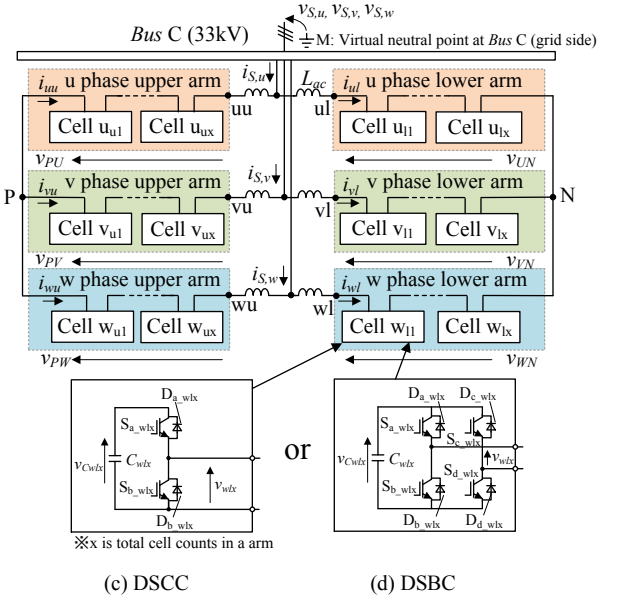 v_{S,u}, v_{S,v}, v_{S,w}
Bus C (33kV)
M: Virtual neutral point at Bus C (grid side)
i_{uu} u phase upper arm
i_{S,u}
L_{ac}
i_{ul} u phase lower arm
Cell u_{u1} Cell u_{ux}
uu
ul
Cell u_{l1} Cell u_{lx}
v_{PU}
v_{UN}
P
i_{vu} v phase upper arm
i_{S,v}
i_{vl} v phase lower arm
N
Cell v_{u1} Cell v_{ux}
vu
vl
Cell v_{l1} Cell v_{lx}
v_{PV}
v_{VN}
i_{wu} w phase upper arm
i_{S,w}
i_{wl} w phase lower arm
Cell w_{u1} Cell w_{ux}
wu
wl
Cell w_{l1} Cell w_{lx}
v_{PW}
v_{WN}
D_{a_wlx}
S_{a_wlx}
v_{Cwlx}
C_{wlx}
S_{b_wlx}
v_{wlx}
D_{b_wlx}
or
D_{a_wlx} D_{c_wlx}
S_{a_wlx}
S_{c_wlx}
v_{Cwlx}
C_{wlx}
v_{wlx}
S_{b_wlx}
S_{d_wlx}
D_{b_wlx} D_{d_wlx}
※x is total cell counts in a arm
(c) DSCC
(d) DSBC